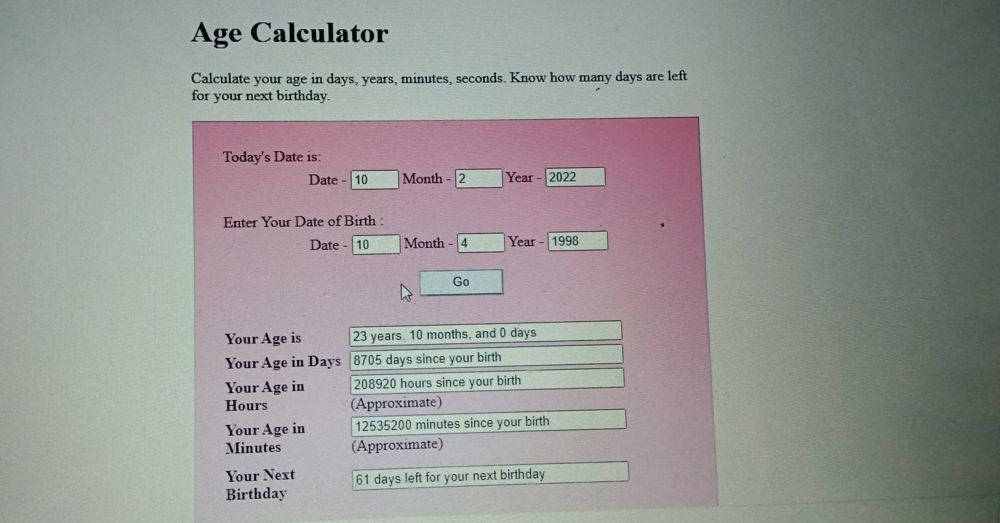 Age Calculator
Calculate your age in days, years, minutes, seconds. Know how many days are left
for your next birthday.
Today's Date is:
Date - 10 Month - 2 Year - 2022
Enter Your Date of Birth :
Date - 10 Month - 4 Year - 1998
Go
Your Age is 23 years, 10 months, and 0 days
Your Age in Days 8705 days since your birth
Your Age in 208920 hours since your birth
Hours (Approximate)
Your Age in 12535200 minutes since your birth
Minutes (Approximate)
Your Next 61 days left for your next birthday
Birthday